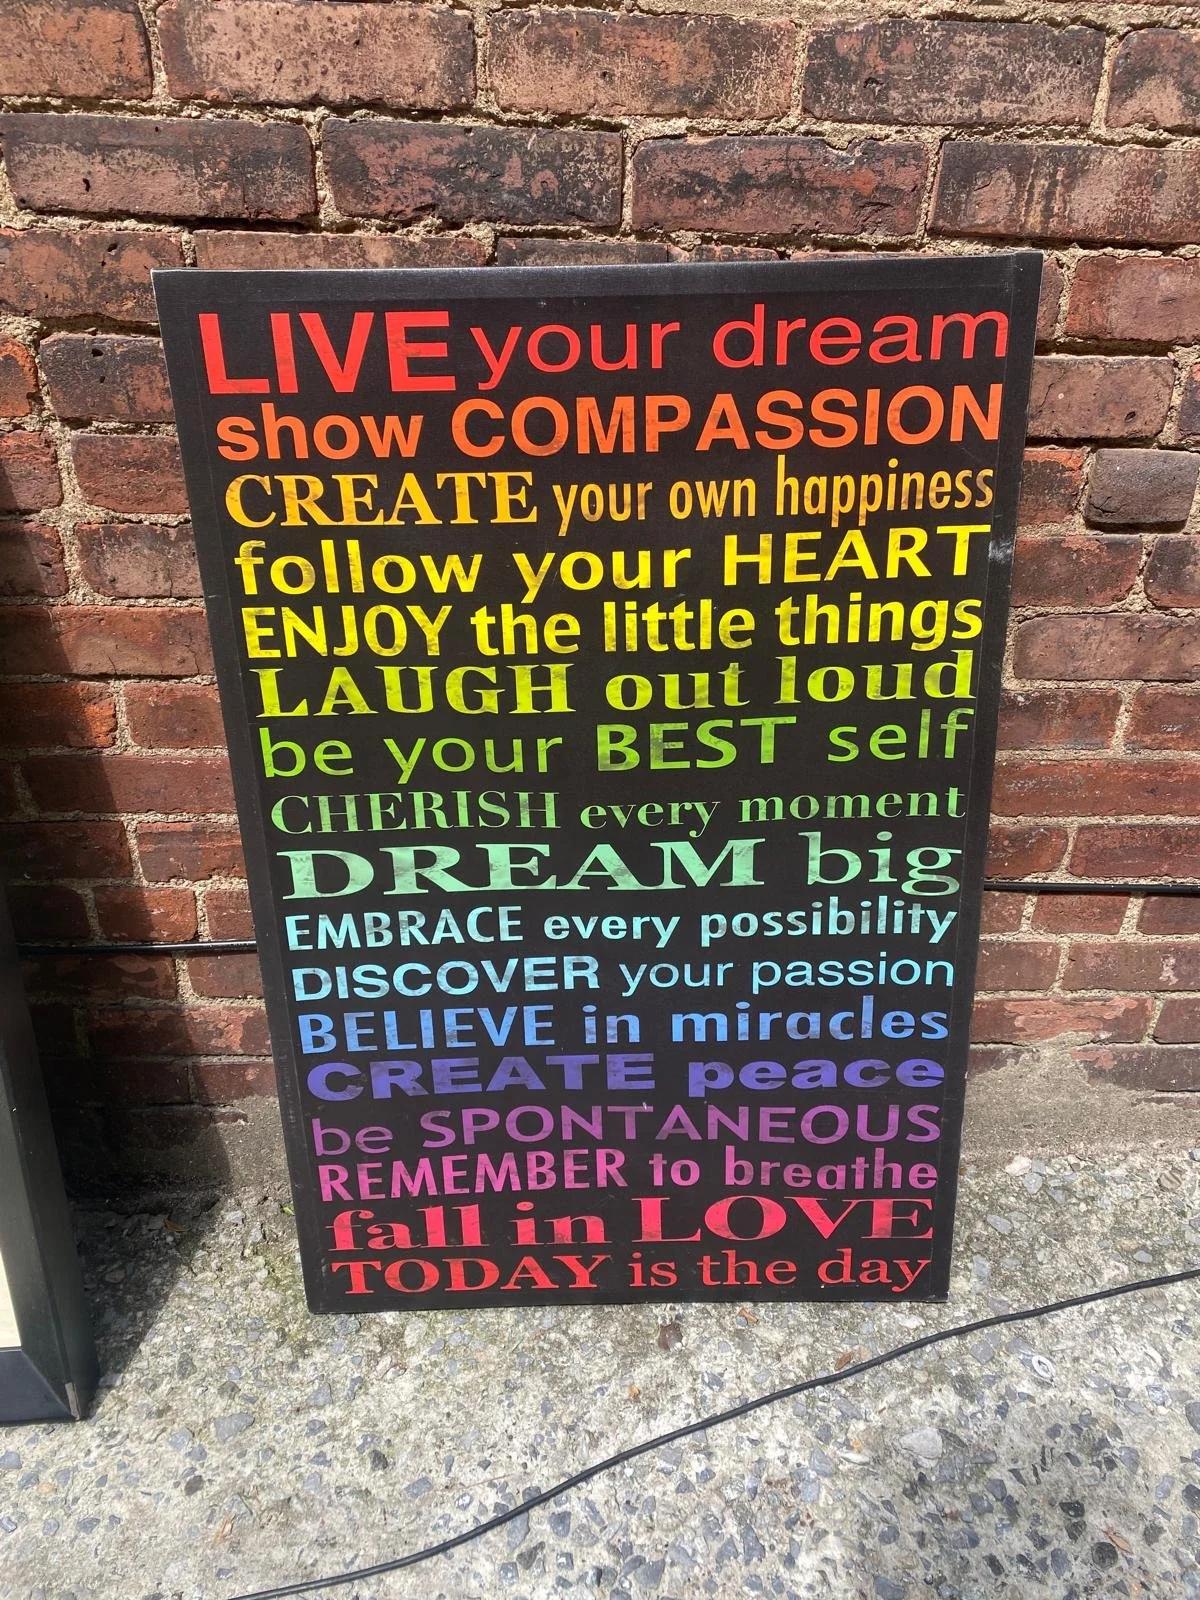 LIVE your dream
show COMPASSION
CREATE your own happiness
follow your HEART
ENJOY the little things
LAUGH out loud
be your BEST self
CHERISH every moment
DREAM big
EMBRACE every possibility
DISCOVER your passion
BELIEVE in miracles
CREATE peace
be SPONTANEOUS
REMEMBER to breathe
fall in LOVE
TODAY is the day